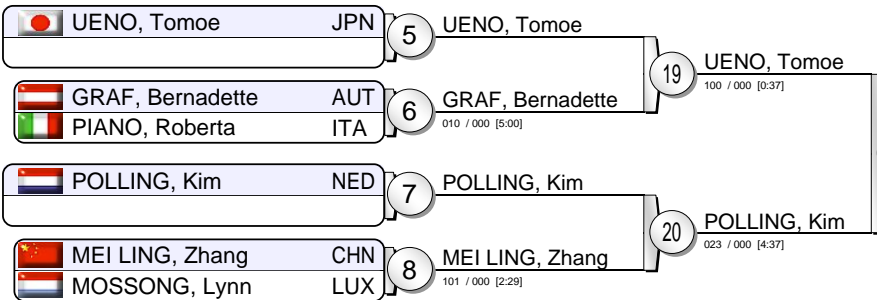 UENO, Tomoe JPN
5
UENO, Tomoe
19
UENO, Tomoe
100 / 000 [0:37]
GRAF, Bernadette AUT
PIANO, Roberta ITA
6
GRAF, Bernadette
010 / 000 [5:00]
POLLING, Kim NED
7
POLLING, Kim
20
POLLING, Kim
023 / 000 [4:37]
MEI LING, Zhang CHN
MOSSONG, Lynn LUX
8
MEI LING, Zhang
101 / 000 [2:29]